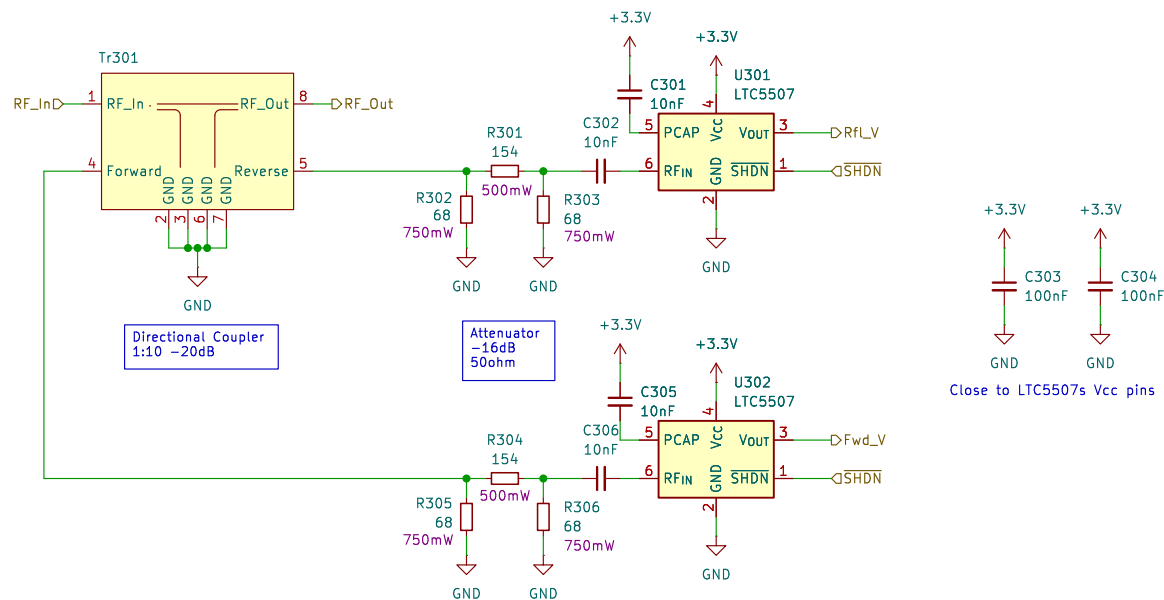 +3.3V
+3.3V
Tr301
RF_In
1
RF_In
RF_Out
8
RF_Out
4
Forward
Reverse
5
GND
GND
GND
GND
2
3
6
7
GND
Directional Coupler
1:10 -20dB
R301
154
500mW
R302
68
750mW
R303
68
750mW
GND
GND
C301
10nF
C302
10nF
U301
LTC5507
4
5
PCAP
Vcc
VOUT
3
Rfl_V
6
RFIN
GND
SHDN
1
SHDN
2
GND
Attenuator
-16dB
50ohm
+3.3V
+3.3V
C303
100nF
C304
100nF
GND
GND
Close to LTC5507s Vcc pins
+3.3V
+3.3V
C305
10nF
C306
10nF
U302
LTC5507
4
5
PCAP
Vcc
VOUT
3
Fwd_V
6
RFIN
GND
SHDN
1
SHDN
2
GND
R304
154
500mW
R305
68
750mW
R306
68
750mW
GND
GND